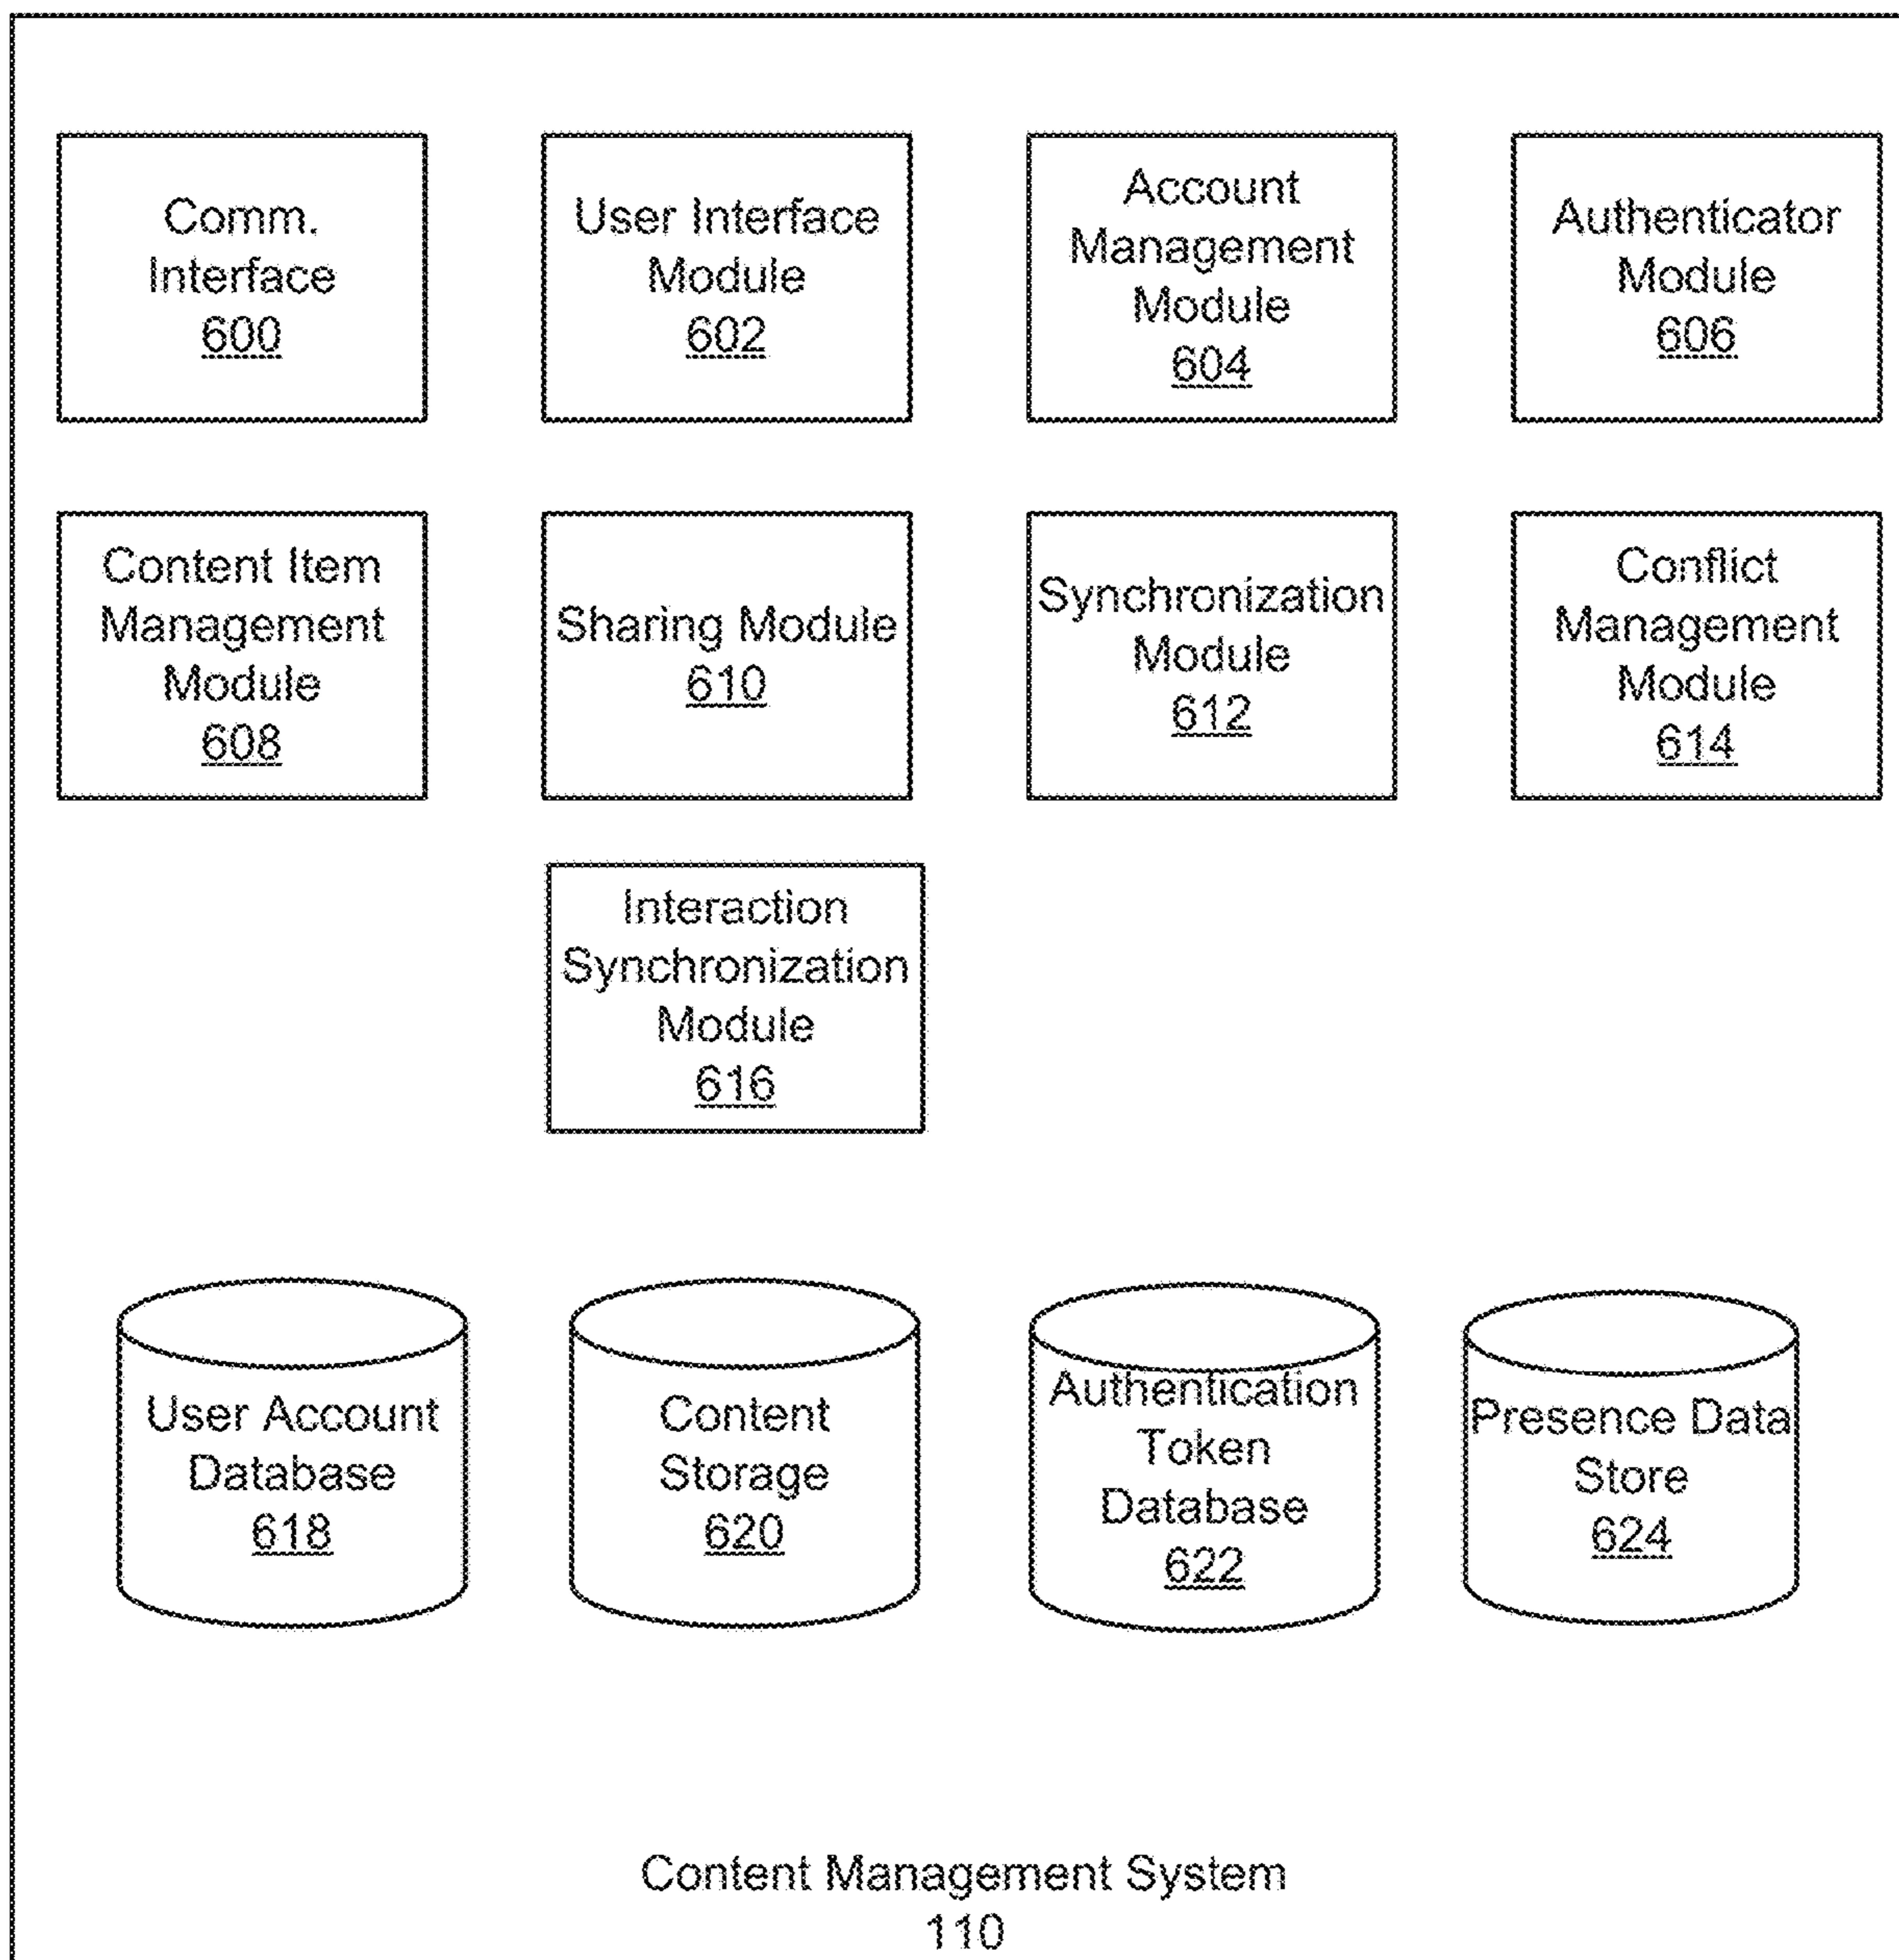 Comm.
Interface
600
User Interface
Module
602
Account
Management
Module
604
Authenticator
Module
606
Content Item
Management
Module
608
Sharing Module
610
Synchronization
Module
612
Conflict
Management
Module
614
Interaction
Synchronization
Module
616
User Account
Database
618
Content
Storage
620
Authentication
Token
Database
622
Presence Data
Store
624
Content Management System
110